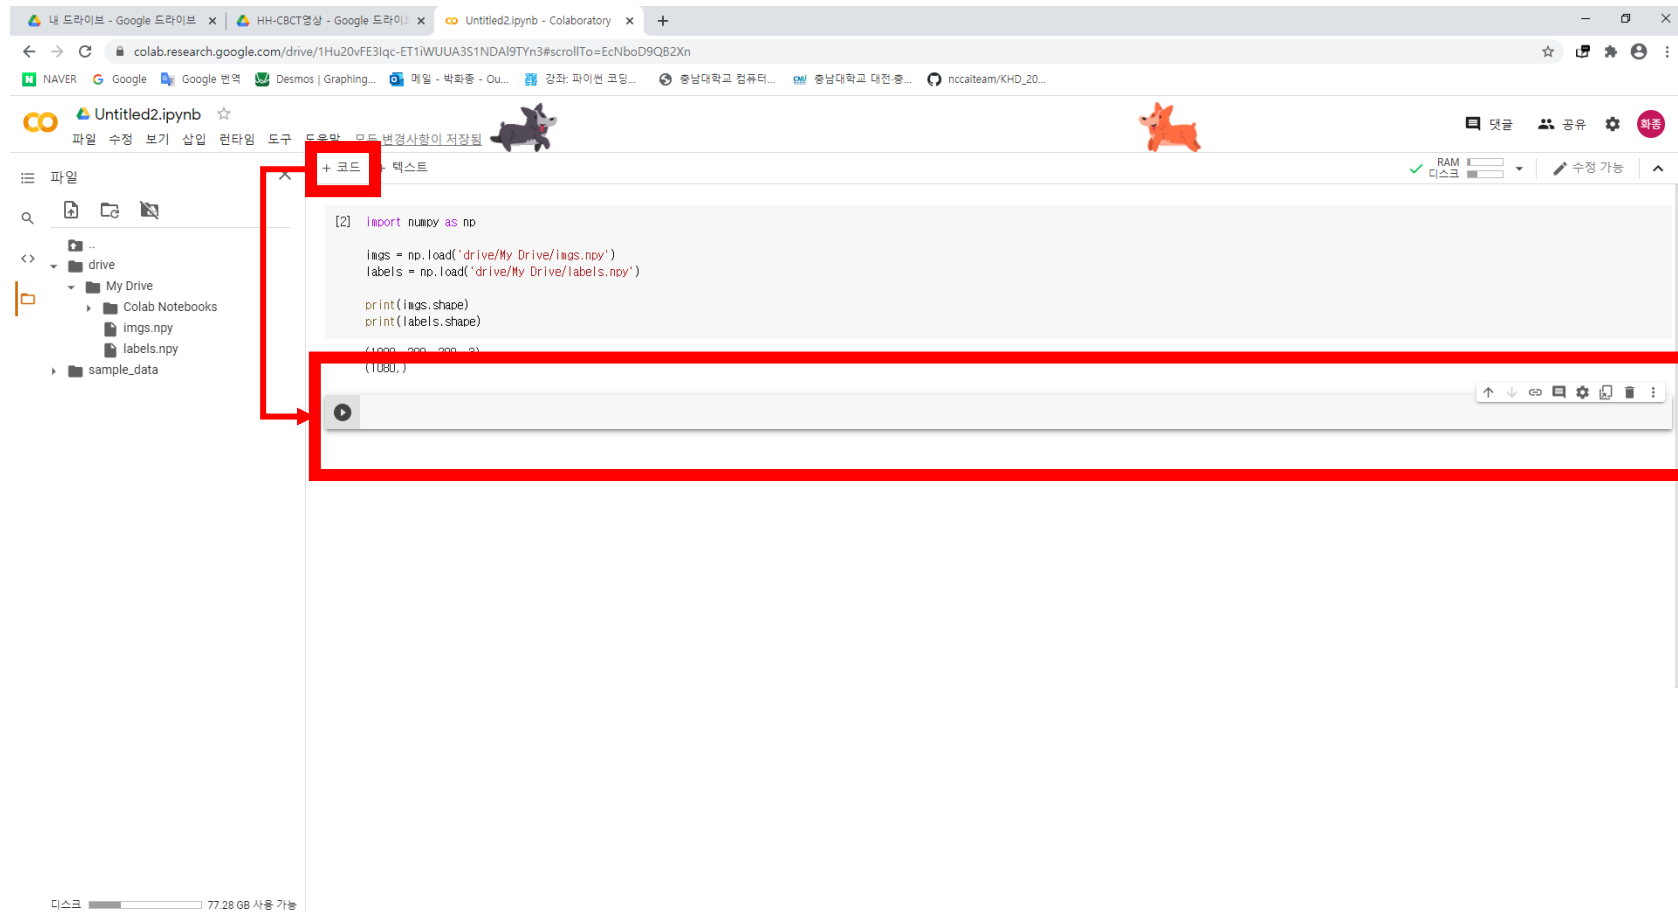 내 드라이브 - Google 드라이브
HH-CBCT영상 - Google 드라이브
Untitled2.ipynb - Colaboratory
colab.research.google.com/drive/1Hu20vFE3Iqc-ET1iWUUA3S1NDAl9TYn3#scrollTo=EcNboD9QB2Xn
NAVER Google Google 번역 Desmos | Graphing... 메일 - 박화종 - Ou... 강좌: 파이썬 코딩... 충남대학교 컴퓨터... 충남대학교 대전·충... nccaiteam/KHD_20...
Untitled2.ipynb
댓글 공유 화종
파일 수정 보기 삽입 런타임 도구 도움말 모든 변경사항이 저장됨
+ 코드 + 텍스트
RAM
디스크
수정 가능
파일
..
drive
My Drive
Colab Notebooks
imgs.npy
labels.npy
sample_data
[2] import numpy as np
imgs = np.load('drive/My Drive/imgs.npy')
labels = np.load('drive/My Drive/labels.npy')
print(imgs.shape)
print(labels.shape)
(1080,)
디스크 77.28 GB 사용 가능